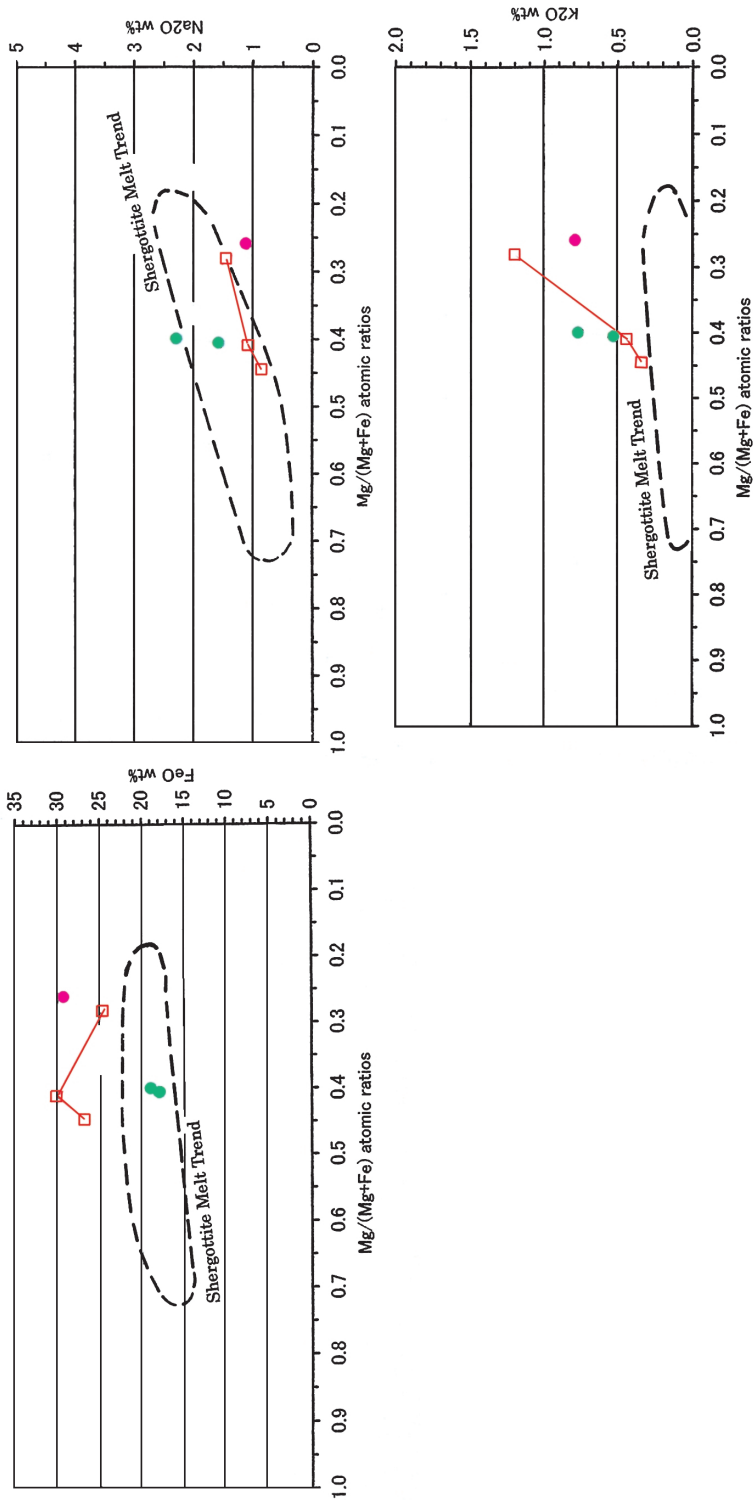 35
30
25
20
15
10
5
0
FeO wt%
Shergottite Melt Trend
1.0 0.9 0.8 0.7 0.6 0.5 0.4 0.3 0.2 0.1 0.0
Mg/(Mg+Fe) atomic ratios
5
4
3
2
1
0
Na2O wt%
Shergottite Melt Trend
1.0 0.9 0.8 0.7 0.6 0.5 0.4 0.3 0.2 0.1 0.0
Mg/(Mg+Fe) atomic ratios
2.0
1.5
1.0
0.5
0.0
K2O wt%
Shergottite Melt Trend
1.0 0.9 0.8 0.7 0.6 0.5 0.4 0.3 0.2 0.1 0.0
Mg/(Mg+Fe) atomic ratios